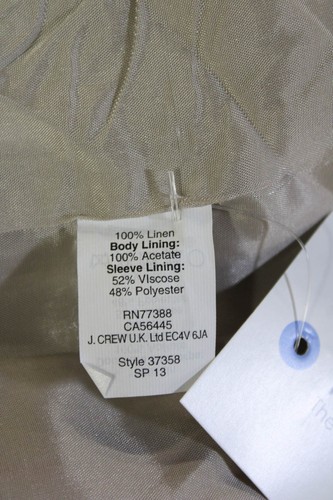 100% Linen
Body Lining:
100% Acetate
Sleeve Lining:
52% VIscose
48% Polyester
RN77388
CA56445
J. CREW U.K. Ltd EC4V 6JA
Style 37358
SP 13